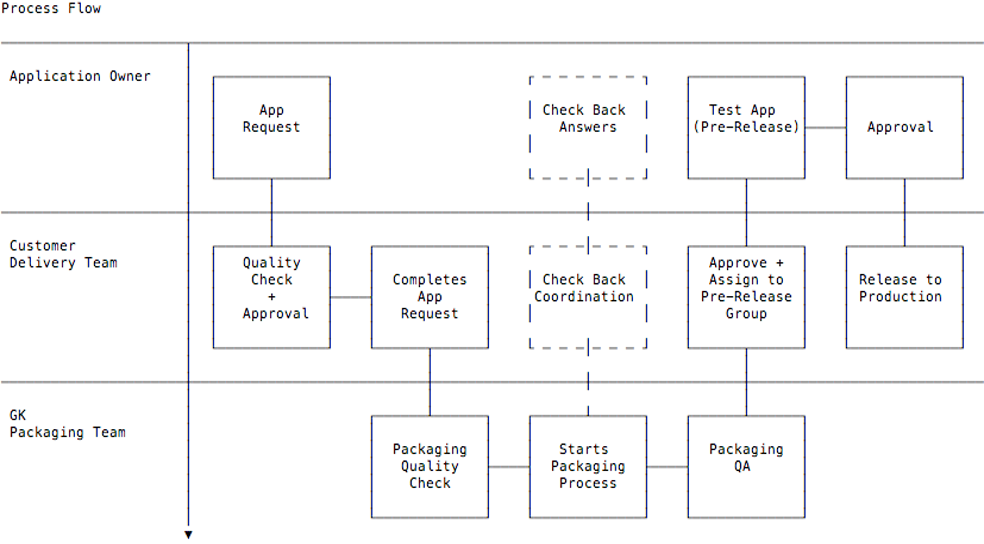 Process Flow
Application Owner
App
Request
Check Back
Answers
Test App
(Pre-Release)
Approval
Customer
Delivery Team
Quality
Check
+
Approval
Completes
App
Request
Check Back
Coordination
Approve +
Assign to
Pre-Release
Group
Release to
Production
GK
Packaging Team
Packaging
Quality
Check
Starts
Packaging
Process
Packaging
QA